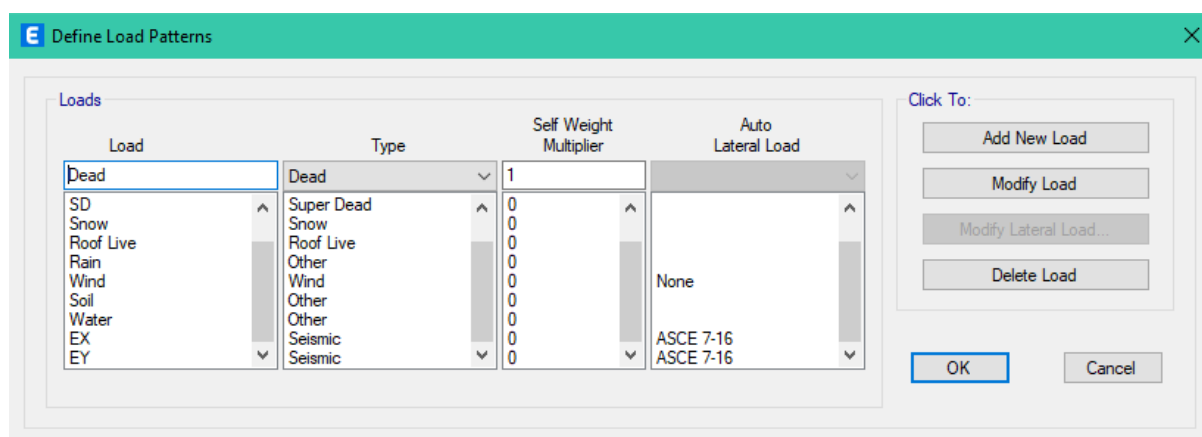 E Define Load Patterns
Loads
Click To:
Load Type Self Weight Multiplier Auto Lateral Load
Dead Dead 1
SD Super Dead 0
Snow Snow 0
Roof Live Roof Live 0
Rain Other 0
Wind Wind 0 None
Soil Other 0
Water Other 0
EX Seismic 0 ASCE 7-16
EY Seismic 0 ASCE 7-16
Add New Load
Modify Load
Modify Lateral Load...
Delete Load
OK Cancel